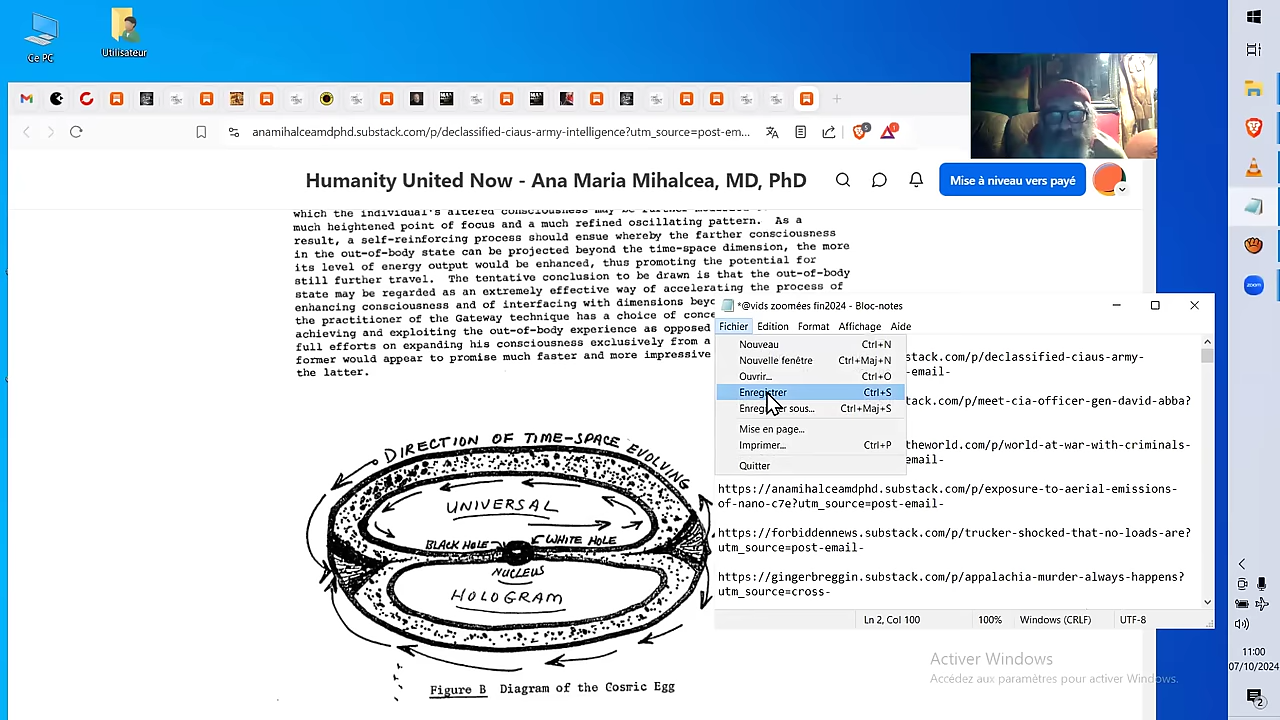 Ce PC
Utilisateur
anamihalceamdphd.substack.com/p/declassified-ciaus-army-intelligence?utm_source=post-em...
Humanity United Now - Ana Maria Mihalcea, MD, PhD
Mise à niveau vers payé
which the individual's altered consciousness may be further
much heightened point of focus and a much refined oscillating pattern. As a
result, a self-reinforcing process should ensue whereby the farther consciousness
in the out-of-body state can be projected beyond the time-space dimension, the more
its level of energy output would be enhanced, thus promoting the potential for
still further travel. The tentative conclusion to be drawn is that the out-of-body
state may be regarded as an extremely effective way of accelerating the process of
enhancing consciousness and of interfacing with dimensions beyo
the practitioner of the Gateway technique has a choice of conce
achieving and exploiting the out-of-body experience as opposed
full efforts on expanding his consciousness exclusively from a
former would appear to promise much faster and more impressive
the latter.
DIRECTION OF TIME-SPACE EVOLVING
UNIVERSAL
BLACK HOLE
WHITE HOLE
NUCLEUS
HOLOGRAM
Figure B Diagram of the Cosmic Egg
*@vids zoomées fin2024 - Bloc-notes
Fichier Edition Format Affichage Aide
Nouveau Ctrl+N
Nouvelle fenêtre Ctrl+Maj+N
Ouvrir... Ctrl+O
Enregistrer Ctrl+S
Enregistrer sous... Ctrl+Maj+S
Mise en page...
Imprimer... Ctrl+P
Quitter
stack.com/p/declassified-ciaus-army-
email-
stack.com/p/meet-cia-officer-gen-david-abba?
theworld.com/p/world-at-war-with-criminals-
mail-
https://anamihalceamdphd.substack.com/p/exposure-to-aerial-emissions-
of-nano-c7e?utm_source=post-email-
https://forbiddennews.substack.com/p/trucker-shocked-that-no-loads-are?
utm_source=post-email-
https://gingerbreggin.substack.com/p/appalachia-murder-always-happens?
utm_source=cross-
Ln 2, Col 100 100% Windows (CRLF) UTF-8
Activer Windows
Accédez aux paramètres pour activer Windows.
zoom
11:00
07/10/2024
2